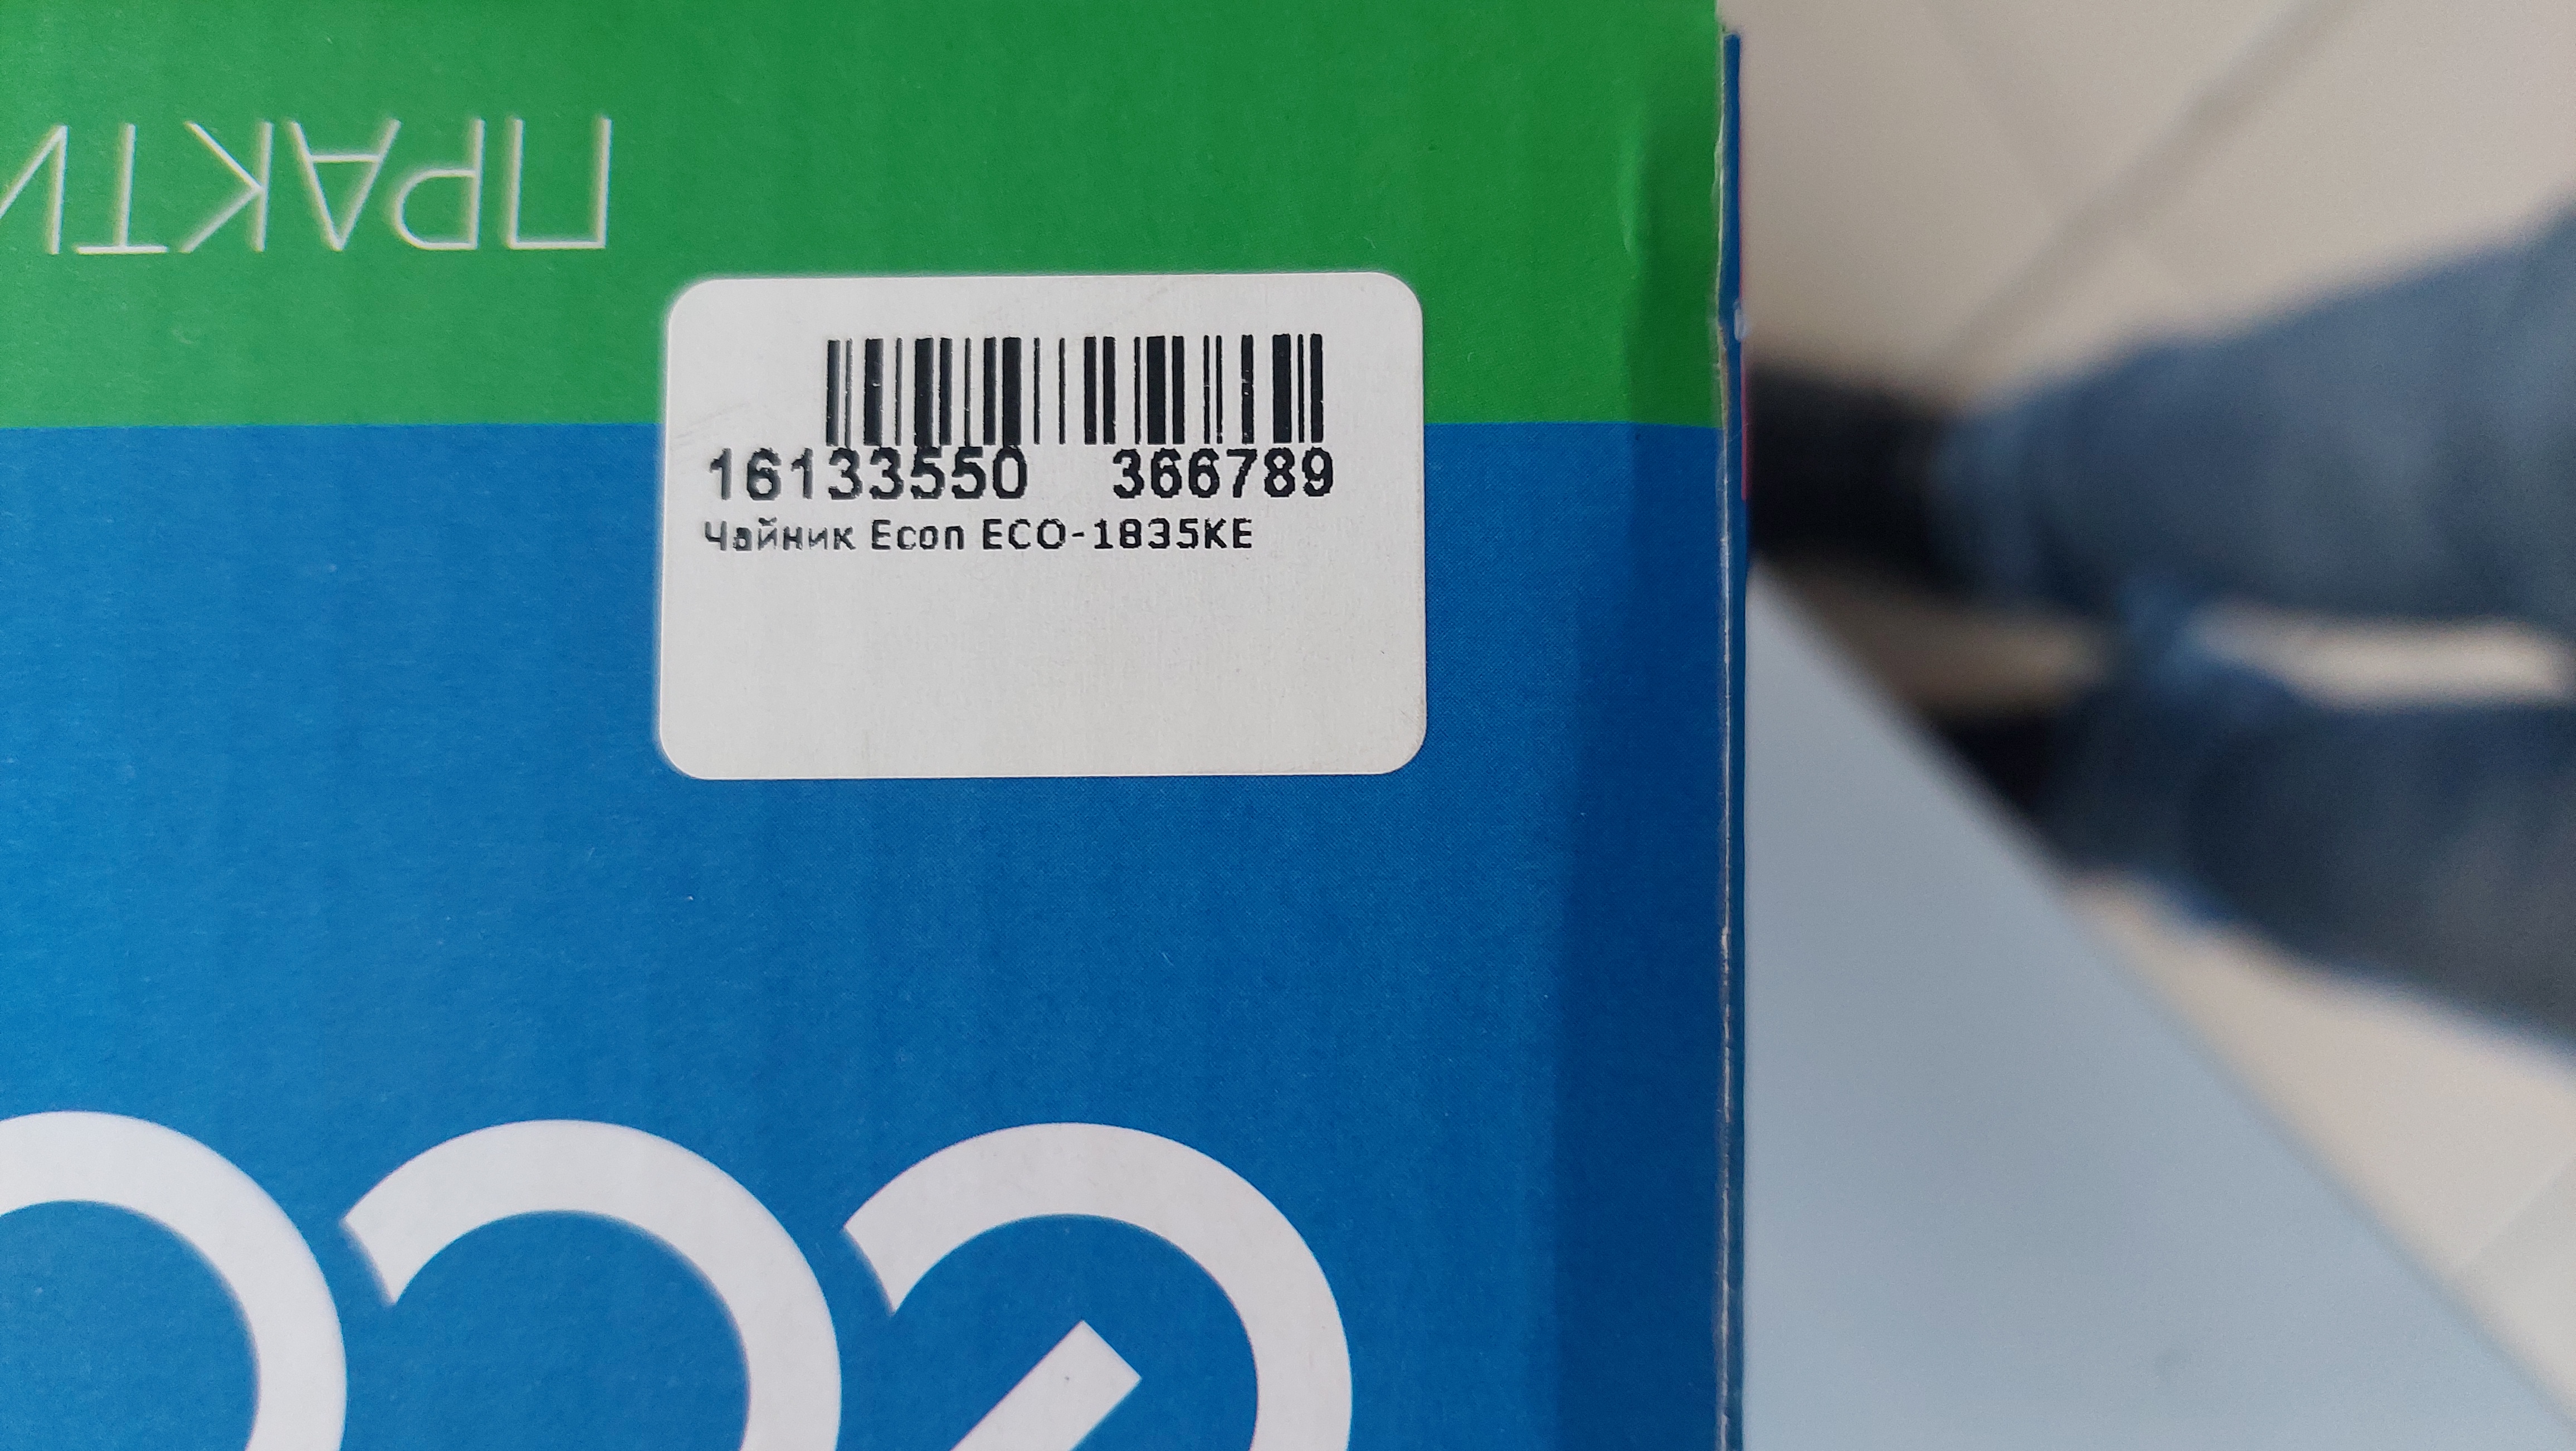 ПРАКТИ
16133550 366789
Чайник Econ ECO-1835KE